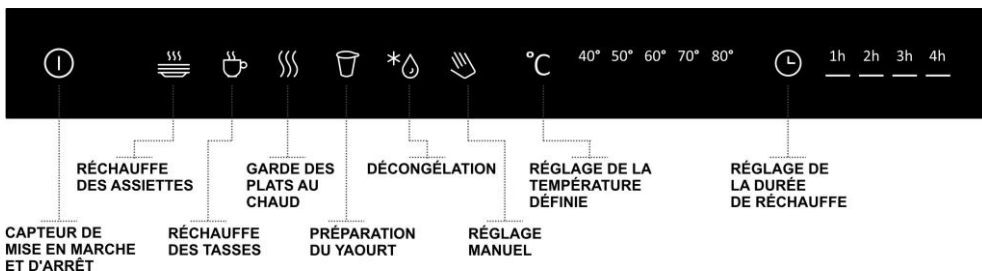 °C 40° 50° 60° 70° 80° 1h 2h 3h 4h
RÉCHAUFFE
DES ASSIETTES
GARDE DES
PLATS AU
CHAUD
DÉCONGÉLATION
RÉGLAGE DE LA
TEMPÉRATURE
DÉFINIE
RÉGLAGE DE
LA DURÉE
DE RÉCHAUFFE
CAPTEUR DE
MISE EN MARCHE
ET D'ARRÊT
RÉCHAUFFE
DES TASSES
PRÉPARATION
DU YAOURT
RÉGLAGE
MANUEL